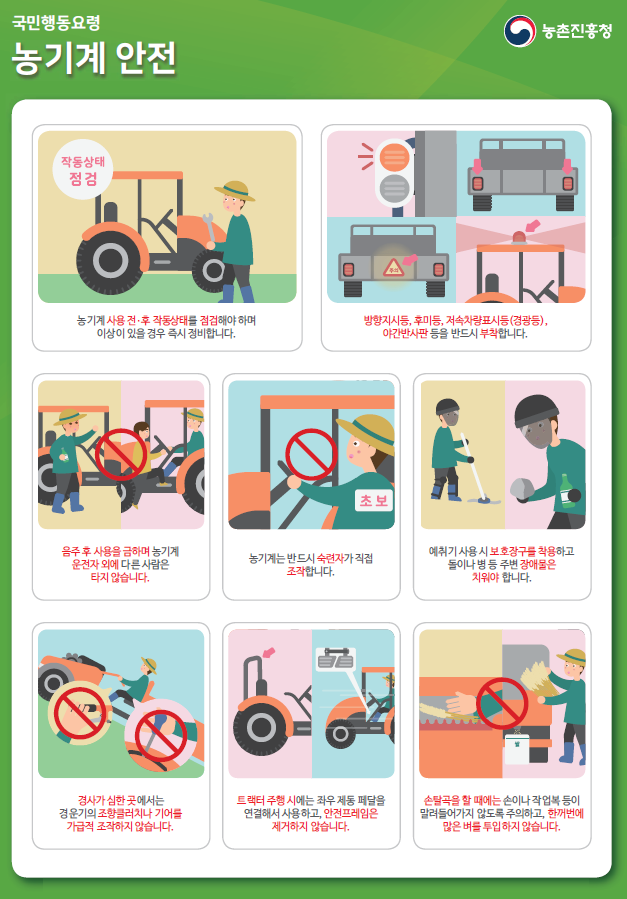 국민행동요령
농기계 안전
농촌진흥청
작동상태
점검
농기계 사용 전·후 작동상태를 점검해야 하며
이상이 있을 경우 즉시 정비합니다.
주의
방향지시등, 후미등, 저속차량표시등(경광등),
야간반사판 등을 반드시 부착합니다.
음주 후 사용을 금하며 농기계
운전자 외에 다른 사람은
타지 않습니다.
초보
농기계는 반드시 숙련자가 직접
조작합니다.
예취기 사용 시 보호장구를 착용하고
돌이나 병 등 주변 장애물은
치워야 합니다.
경사가 심한 곳에서는
경운기의 조향클러치나 기어를
가급적 조작하지 않습니다.
트랙터 주행 시에는 좌우 제동 페달을
연결해서 사용하고, 안전프레임은
제거하지 않습니다.
쌀
손탈곡을 할 때에는 손이나 작업복 등이
말려들어가지 않도록 주의하고, 한꺼번에
많은 벼를 투입하지 않습니다.